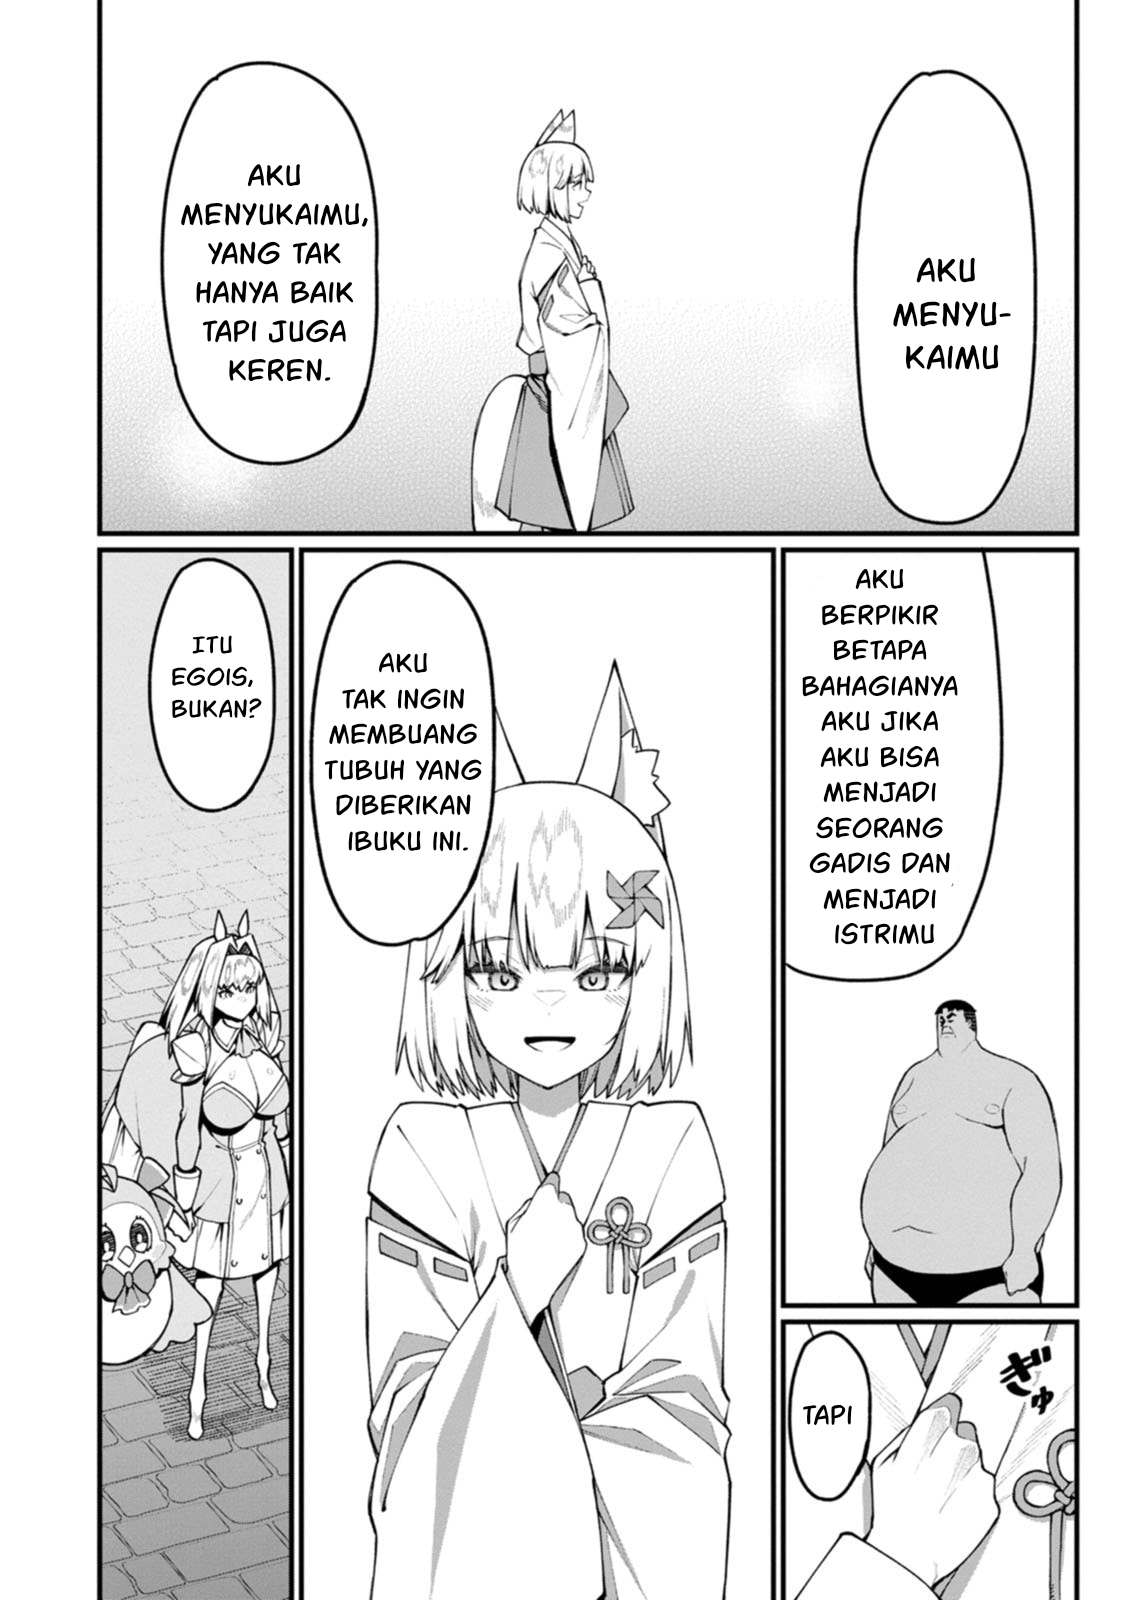 AKU
MENYU-
KAIMU
AKU
MENYUKAIMU,
YANG TAK
HANYA BAIK
TAPI JUGA
KEREN.
AKU
BERPIKIR
BETAPA
BAHAGIANYA
AKU JIKA
AKU BISA
MENJADI
SEORANG
GADIS DAN
MENJADI
ISTRIMU
TAPI
ぎゅ
AKU
TAK INGIN
MEMBUANG
TUBUH YANG
DIBERIKAN
IBUKU INI.
ITU
EGOIS,
BUKAN?